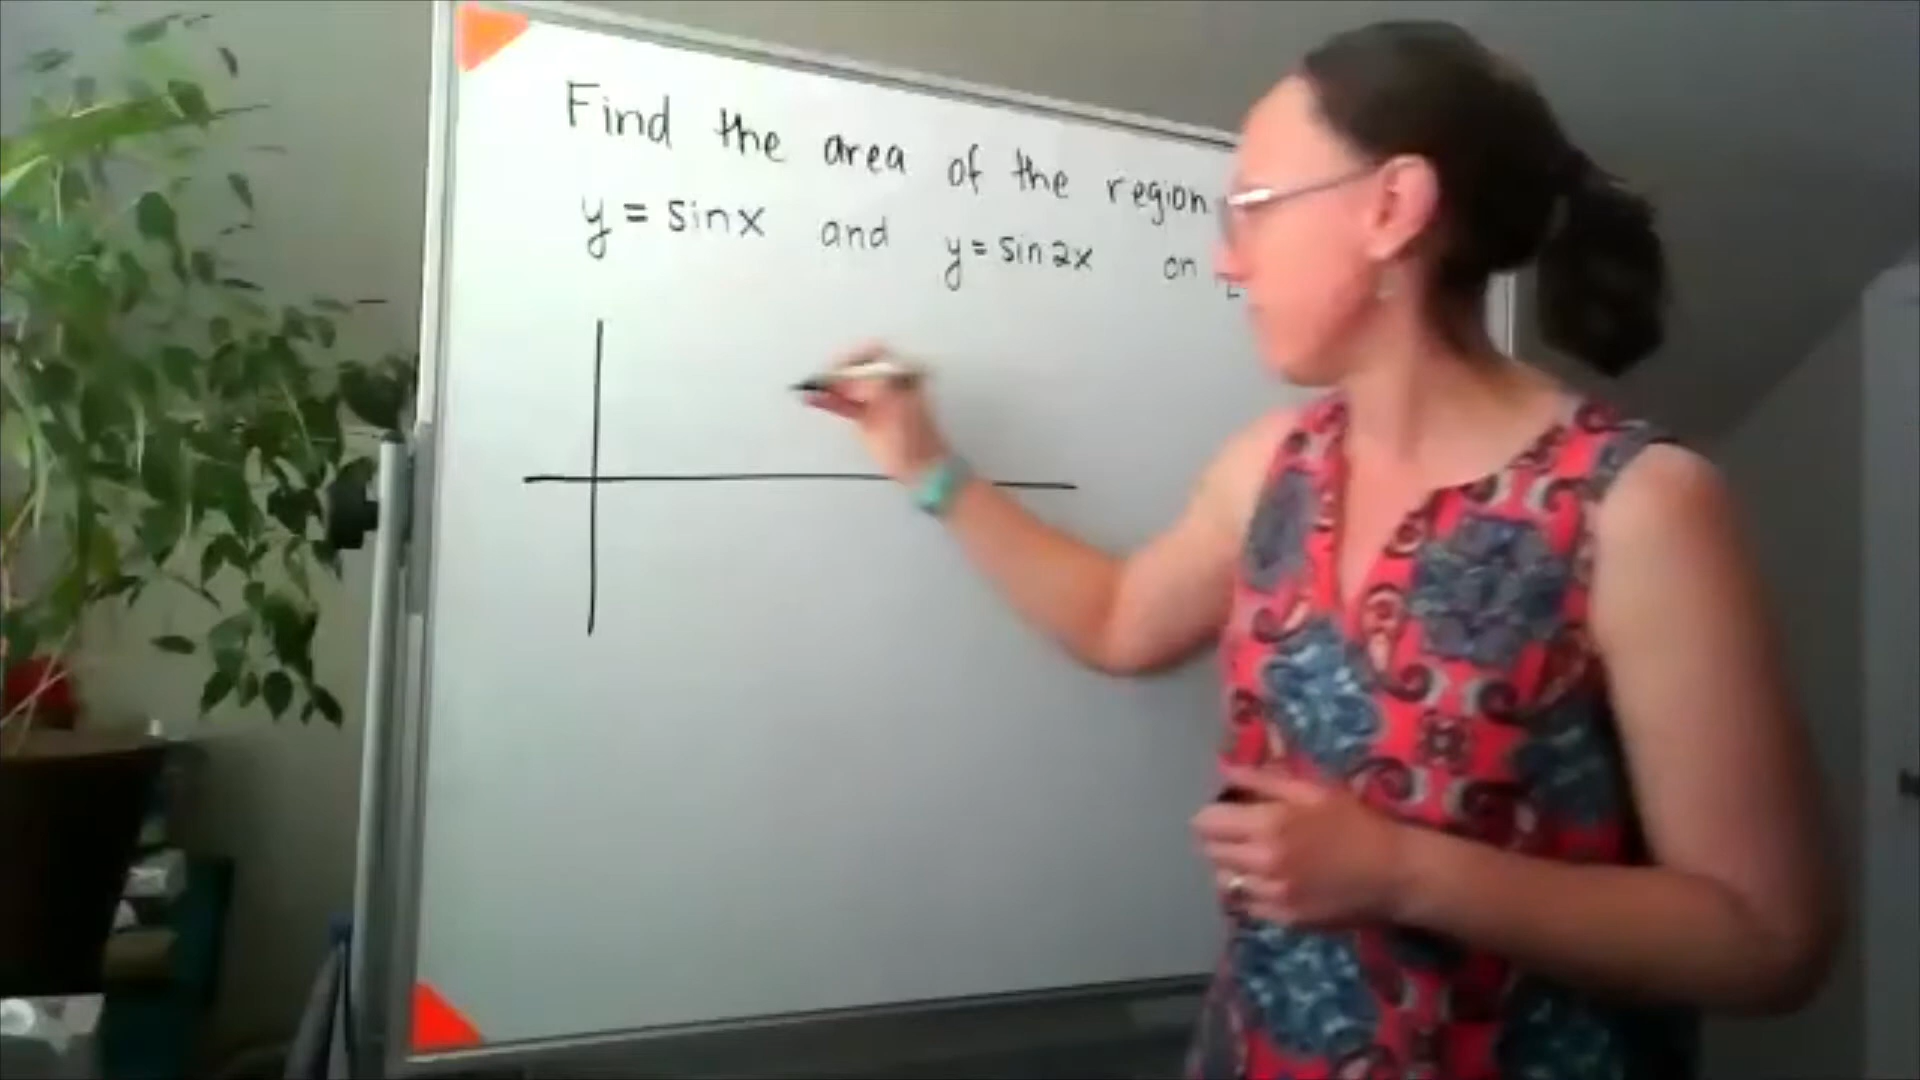 Find the area of the region
y = sinx and y = sin2x on [